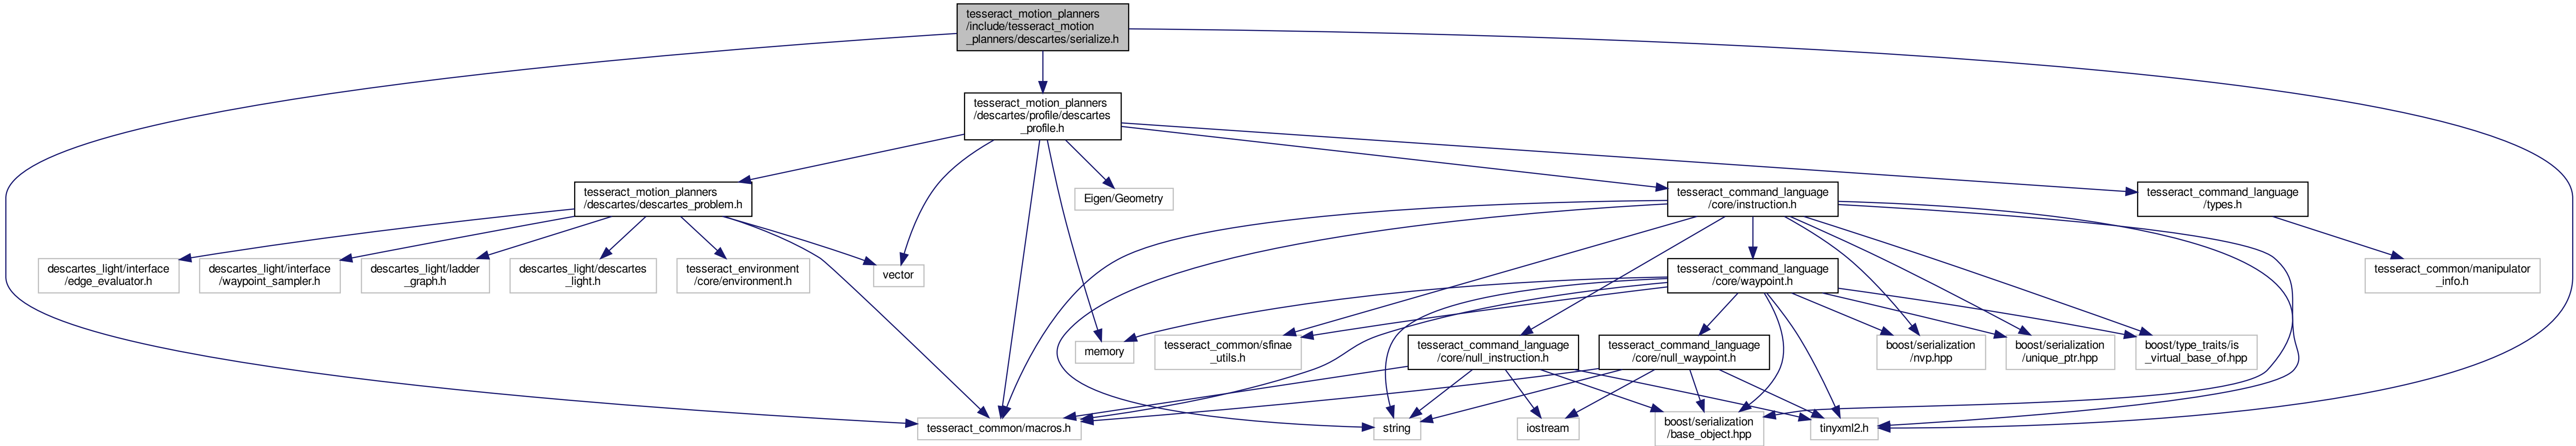 tesseract_motion_planners
/include/tesseract_motion
_planners/descartes/serialize.h
tesseract_motion_planners
/descartes/profile/descartes
_profile.h
tesseract_motion_planners
/descartes/descartes_problem.h
Eigen/Geometry
tesseract_command_language
/core/instruction.h
tesseract_command_language
/types.h
descartes_light/interface
/edge_evaluator.h
descartes_light/interface
/waypoint_sampler.h
descartes_light/ladder
_graph.h
descartes_light/descartes
_light.h
tesseract_environment
/core/environment.h
vector
tesseract_command_language
/core/waypoint.h
tesseract_common/manipulator
_info.h
memory
tesseract_common/sfinae
_utils.h
tesseract_command_language
/core/null_instruction.h
tesseract_command_language
/core/null_waypoint.h
boost/serialization
/nvp.hpp
boost/serialization
/unique_ptr.hpp
boost/type_traits/is
_virtual_base_of.hpp
tesseract_common/macros.h
string
iostream
boost/serialization
/base_object.hpp
tinyxml2.h